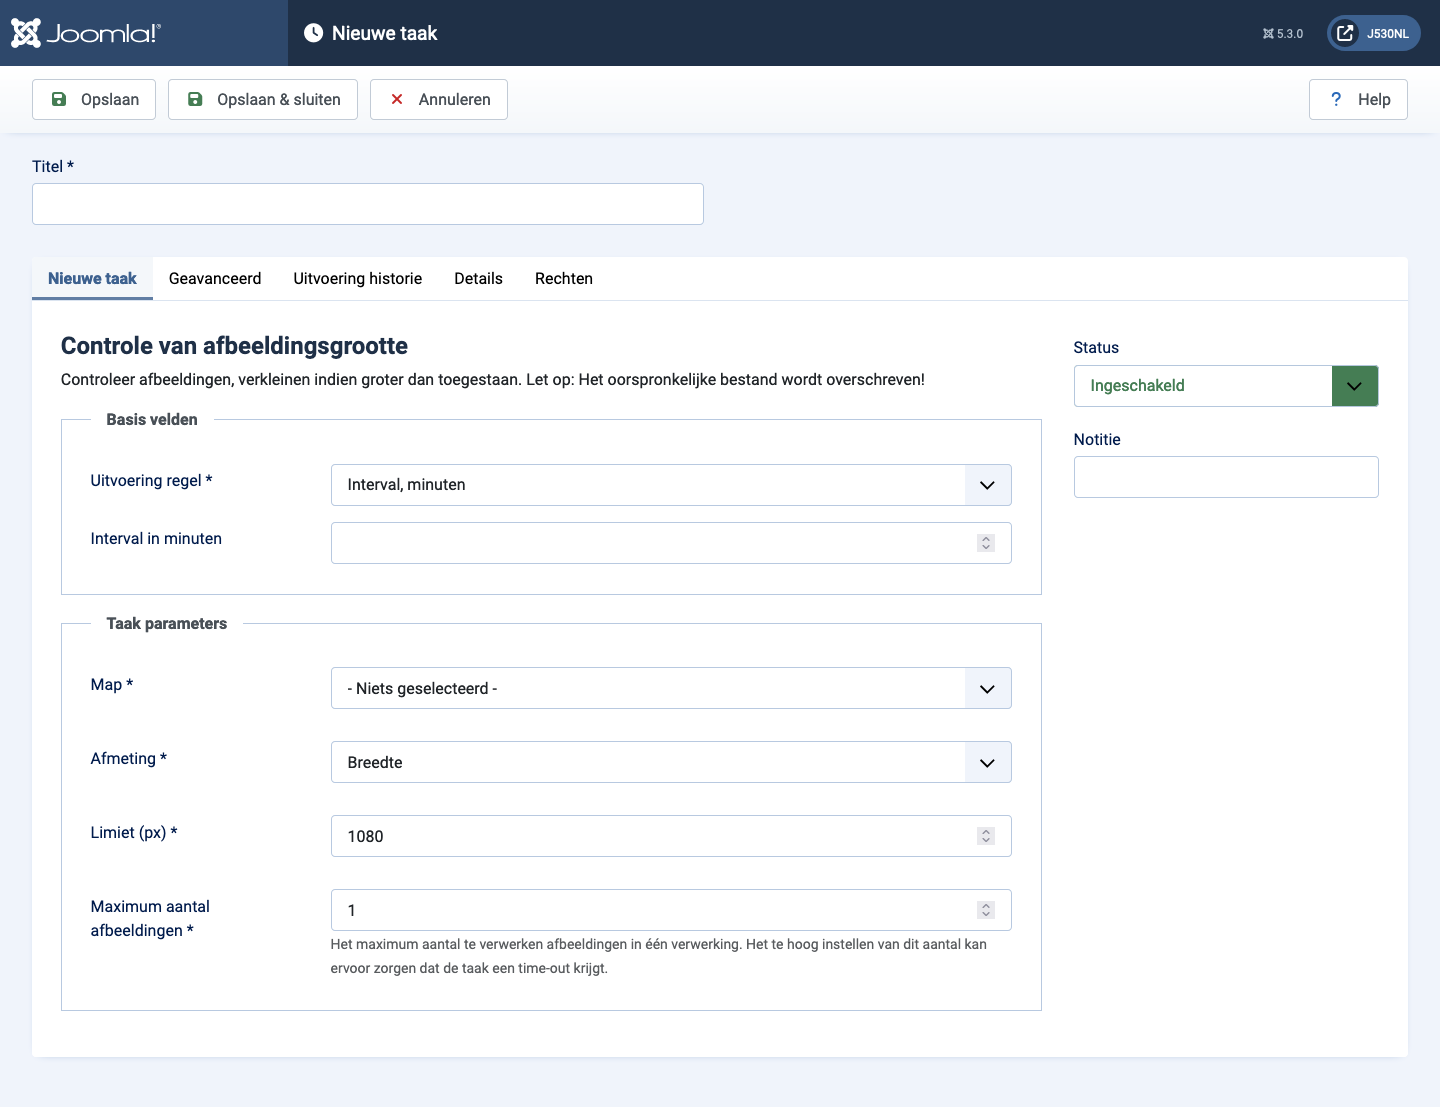 Joomla!®
Nieuwe taak
5.3.0
J530NL
Opslaan
Opslaan & sluiten
Annuleren
? Help
Titel *
Nieuwe taak
Geavanceerd
Uitvoering historie
Details
Rechten
Controle van afbeeldingsgrootte
Controleer afbeeldingen, verkleinen indien groter dan toegestaan. Let op: Het oorspronkelijke bestand wordt overschreven!
Status
Ingeschakeld
Notitie
Basis velden
Uitvoering regel *
Interval, minuten
Interval in minuten
Taak parameters
Map *
- Niets geselecteerd -
Afmeting *
Breedte
Limiet (px) *
1080
Maximum aantal
afbeeldingen *
1
Het maximum aantal te verwerken afbeeldingen in één verwerking. Het te hoog instellen van dit aantal kan
ervoor zorgen dat de taak een time-out krijgt.